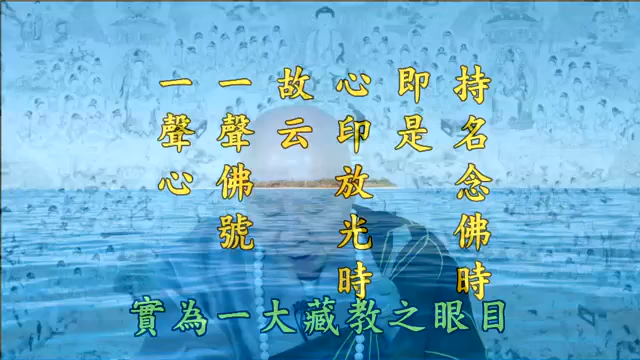 持名念佛時
即是
心印放光時
故云
一聲佛號
一聲心
實為一大藏教之眼目